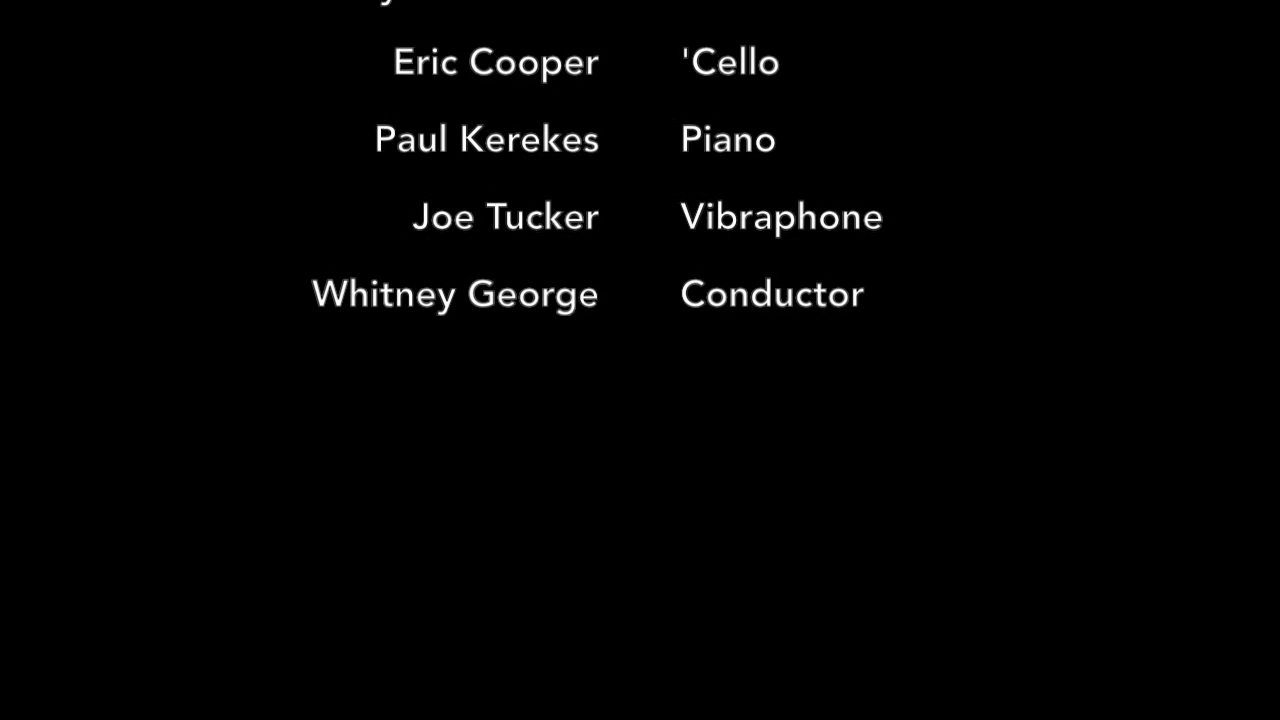 Eric Cooper 'Cello
Paul Kerekes Piano
Joe Tucker Vibraphone
Whitney George Conductor